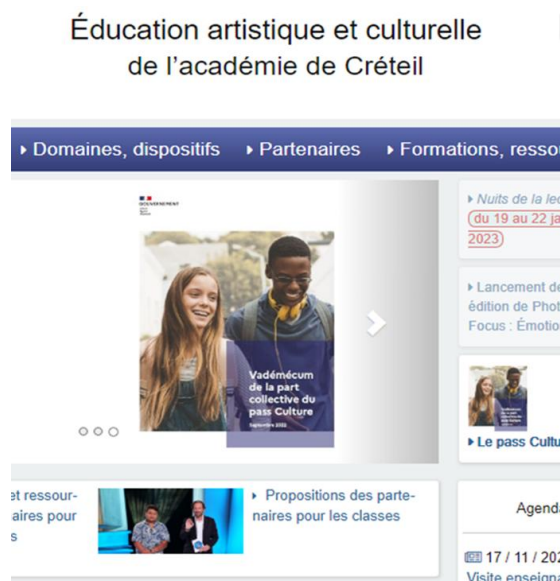 Éducation artistique et culturelle
de l'académie de Créteil
Domaines, dispositifs
Partenaires
Formations, ressou
GOUVERNEMENT
Vadémécum
de la part
collective du
pass Culture
Septembre 2022
Nuits de la lec
(du 19 au 22 ja
2023)
Lancement de
édition de Phot
Focus : Émotio
Le pass Cultu
et ressour-
aires pour
s
Propositions des parte-
naires pour les classes
Agenda
17 / 11 / 202
Visite enseigna